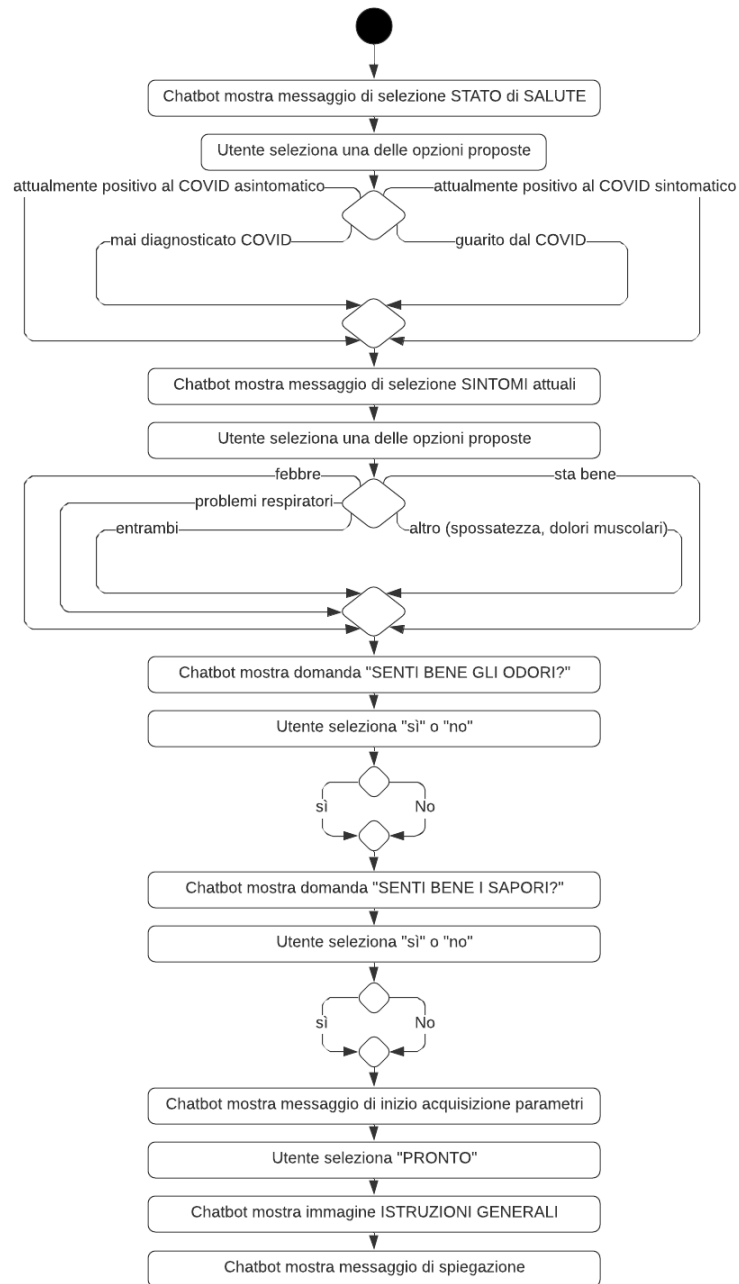 Chatbot mostra messaggio di selezione STATO di SALUTE
Utente seleziona una delle opzioni proposte
attualmente positivo al COVID asintomatico
attualmente positivo al COVID sintomatico
mai diagnosticato COVID
guarito dal COVID
Chatbot mostra messaggio di selezione SINTOMI attuali
Utente seleziona una delle opzioni proposte
febbre
sta bene
problemi respiratori
entrambi
altro (spossatezza, dolori muscolari)
Chatbot mostra domanda "SENTI BENE GLI ODORI?"
Utente seleziona "sì" o "no"
sì
No
Chatbot mostra domanda "SENTI BENE I SAPORI?"
Utente seleziona "sì" o "no"
sì
No
Chatbot mostra messaggio di inizio acquisizione parametri
Utente seleziona "PRONTO"
Chatbot mostra immagine ISTRUZIONI GENERALI
Chatbot mostra messaggio di spiegazione